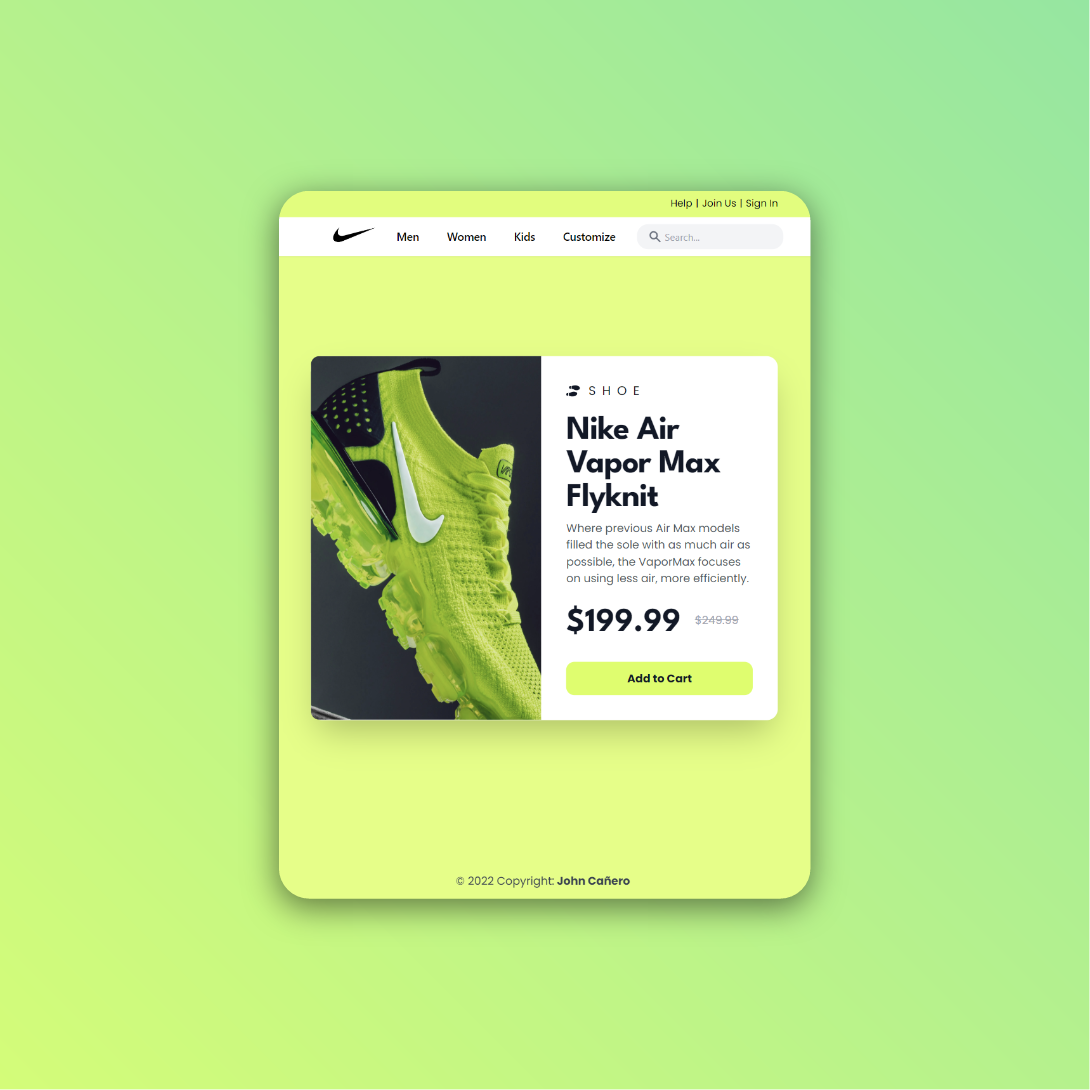 Help | Join Us | Sign In
Men Women Kids Customize Search...
SHOE
Nike Air
Vapor Max
Flyknit
Where previous Air Max models
filled the sole with as much air as
possible, the VaporMax focuses
on using less air, more efficiently.
$199.99 $249.99
Add to Cart
© 2022 Copyright: John Cañero